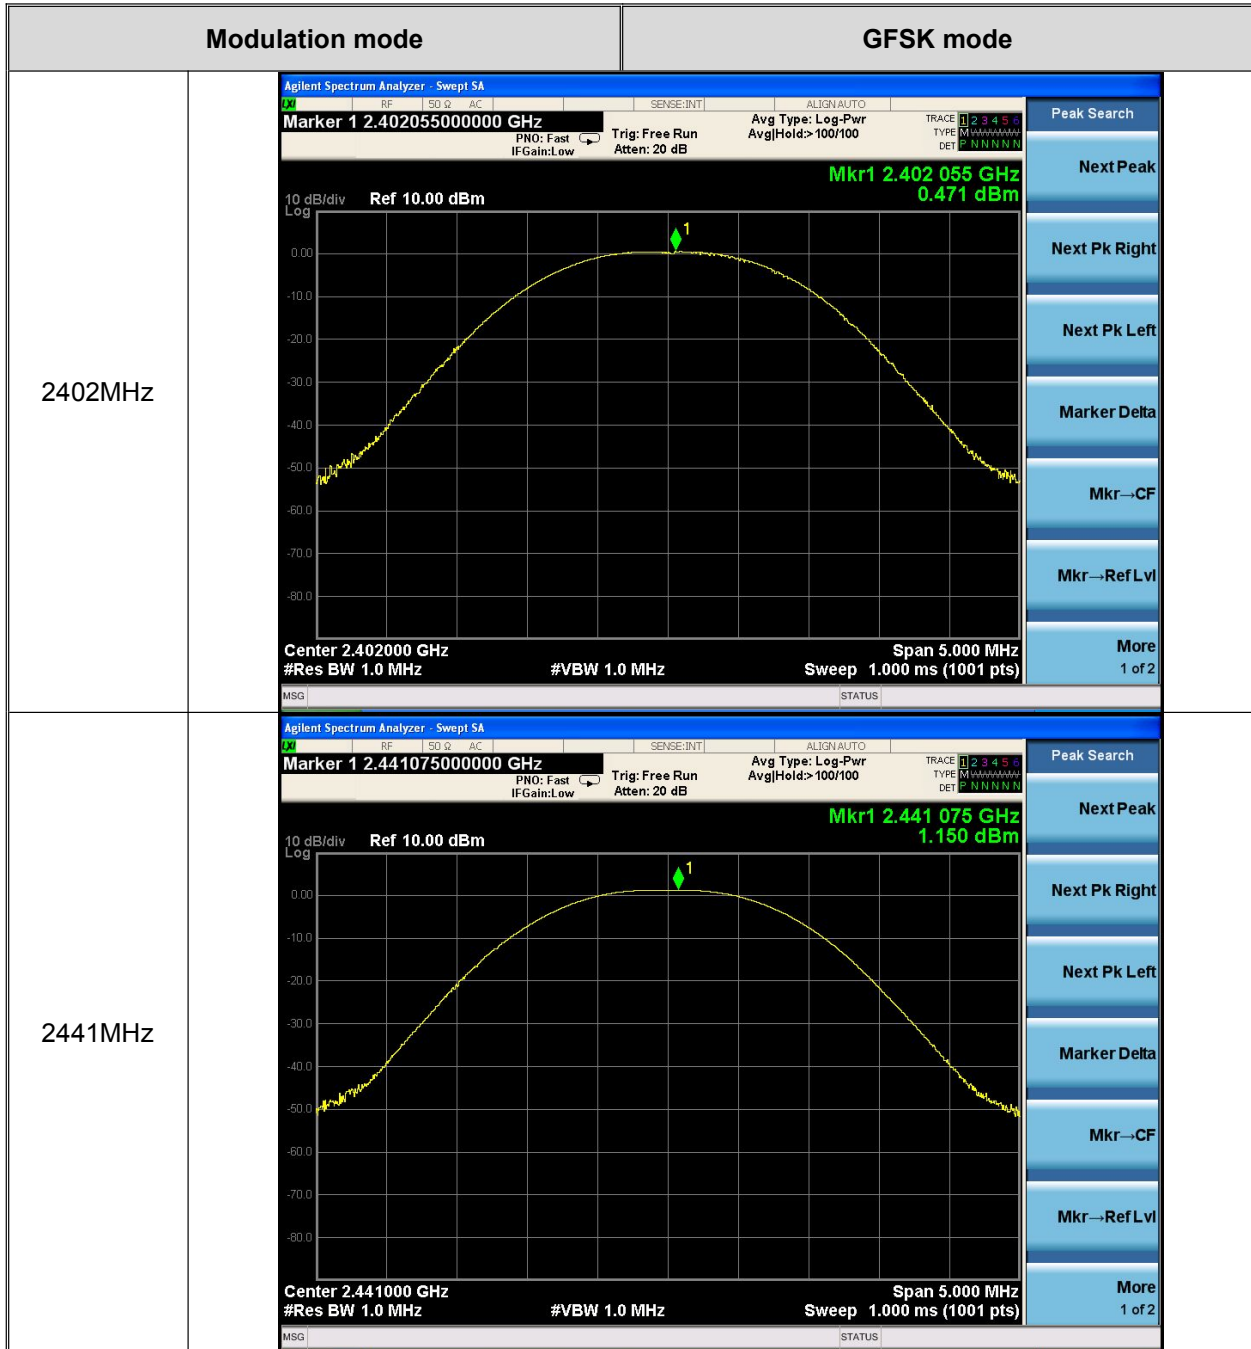 Modulation mode
GFSK mode
2402MHz
Agilent Spectrum Analyzer - Swept SA
LXI RF 50 Ω AC SENSE:INT ALIGN AUTO
Marker 1 2.402055000000 GHz
PNO: Fast
IFGain:Low
Trig: Free Run
Atten: 20 dB
Avg Type: Log-Pwr
Avg|Hold:>100/100
TRACE 1 2 3 4 5 6
TYPE M
DET P N N N N N
Mkr1 2.402 055 GHz
0.471 dBm
10 dB/div
Log
Ref 10.00 dBm
1
0.00
-10.0
-20.0
-30.0
-40.0
-50.0
-60.0
-70.0
-80.0
Center 2.402000 GHz
Span 5.000 MHz
#Res BW 1.0 MHz
#VBW 1.0 MHz
Sweep 1.000 ms (1001 pts)
MSG
STATUS
Peak Search
Next Peak
Next Pk Right
Next Pk Left
Marker Delta
Mkr→CF
Mkr→Ref Lvl
More
1 of 2
2441MHz
Agilent Spectrum Analyzer - Swept SA
LXI RF 50 Ω AC SENSE:INT ALIGN AUTO
Marker 1 2.441075000000 GHz
PNO: Fast
IFGain:Low
Trig: Free Run
Atten: 20 dB
Avg Type: Log-Pwr
Avg|Hold:>100/100
TRACE 1 2 3 4 5 6
TYPE M
DET P N N N N N
Mkr1 2.441 075 GHz
1.150 dBm
10 dB/div
Log
Ref 10.00 dBm
1
0.00
-10.0
-20.0
-30.0
-40.0
-50.0
-60.0
-70.0
-80.0
Center 2.441000 GHz
Span 5.000 MHz
#Res BW 1.0 MHz
#VBW 1.0 MHz
Sweep 1.000 ms (1001 pts)
MSG
STATUS
Peak Search
Next Peak
Next Pk Right
Next Pk Left
Marker Delta
Mkr→CF
Mkr→Ref Lvl
More
1 of 2